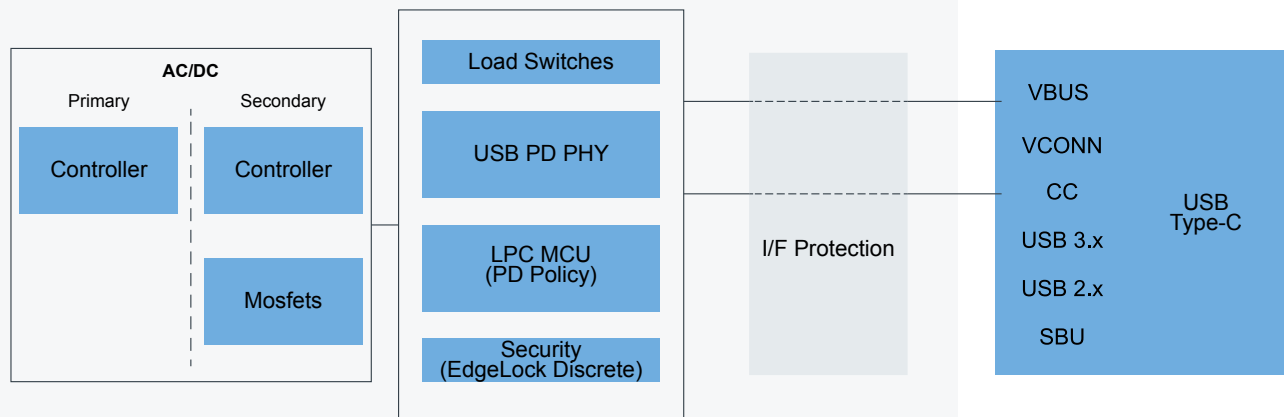 AC/DC
Primary
Secondary
Controller
Controller
Mosfets
Load Switches
USB PD PHY
LPC MCU
(PD Policy)
Security
(EdgeLock Discrete)
I/F Protection
VBUS
VCONN
CC
USB 3.x
USB 2.x
SBU
USB
Type-C